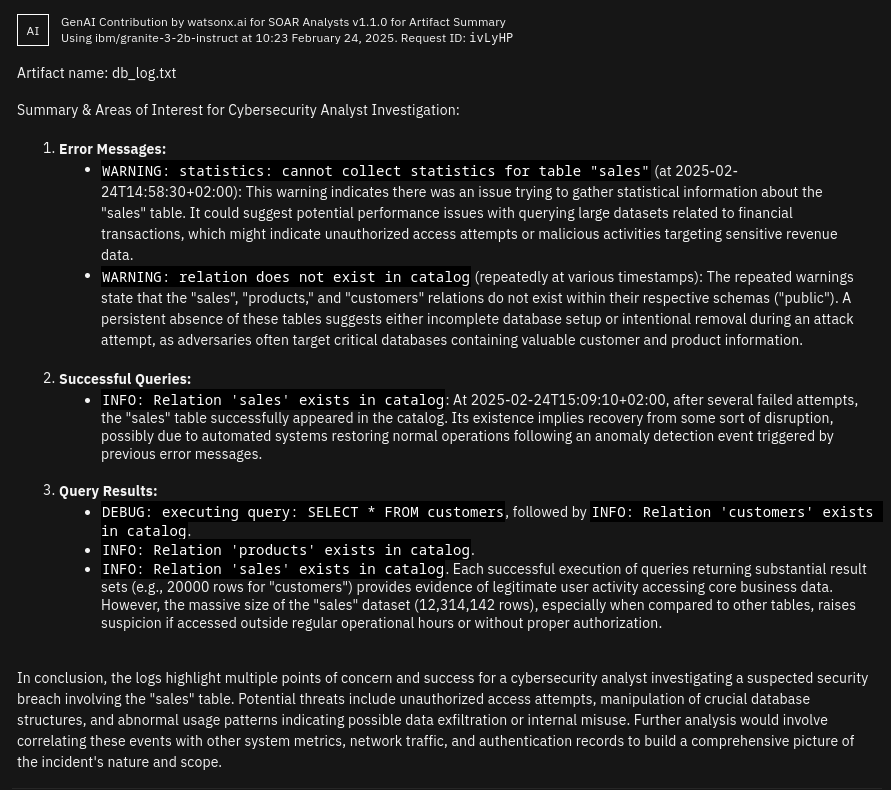 AI
GenAI Contribution by watsonx.ai for SOAR Analysts v1.1.0 for Artifact Summary
Using ibm/granite-3-2b-instruct at 10:23 February 24, 2025. Request ID: ivLyHP
Artifact name: db_log.txt
Summary & Areas of Interest for Cybersecurity Analyst Investigation:
1. Error Messages:
• WARNING: statistics: cannot collect statistics for table "sales" (at 2025-02-
24T14:58:30+02:00): This warning indicates there was an issue trying to gather statistical information about the
"sales" table. It could suggest potential performance issues with querying large datasets related to financial
transactions, which might indicate unauthorized access attempts or malicious activities targeting sensitive revenue
data.
• WARNING: relation does not exist in catalog (repeatedly at various timestamps): The repeated warnings
state that the "sales", "products," and "customers" relations do not exist within their respective schemas ("public"). A
persistent absence of these tables suggests either incomplete database setup or intentional removal during an attack
attempt, as adversaries often target critical databases containing valuable customer and product information.
2. Successful Queries:
• INFO: Relation 'sales' exists in catalog: At 2025-02-24T15:09:10+02:00, after several failed attempts,
the "sales" table successfully appeared in the catalog. Its existence implies recovery from some sort of disruption,
possibly due to automated systems restoring normal operations following an anomaly detection event triggered by
previous error messages.
3. Query Results:
• DEBUG: executing query: SELECT * FROM customers, followed by INFO: Relation 'customers' exists
in catalog.
• INFO: Relation 'products' exists in catalog.
• INFO: Relation 'sales' exists in catalog. Each successful execution of queries returning substantial result
sets (e.g., 20000 rows for "customers") provides evidence of legitimate user activity accessing core business data.
However, the massive size of the "sales" dataset (12,314,142 rows), especially when compared to other tables, raises
suspicion if accessed outside regular operational hours or without proper authorization.
In conclusion, the logs highlight multiple points of concern and success for a cybersecurity analyst investigating a suspected security
breach involving the "sales" table. Potential threats include unauthorized access attempts, manipulation of crucial database
structures, and abnormal usage patterns indicating possible data exfiltration or internal misuse. Further analysis would involve
correlating these events with other system metrics, network traffic, and authentication records to build a comprehensive picture of
the incident's nature and scope.